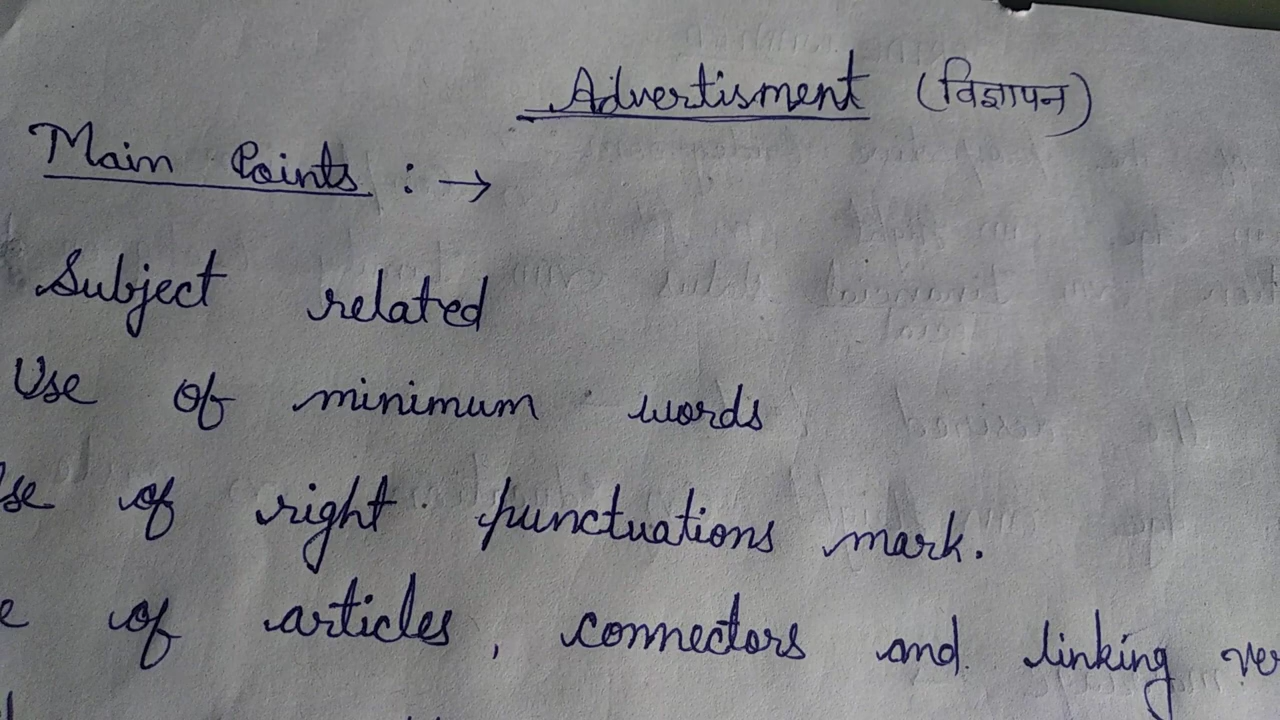 Advertisment (विज्ञापन)
Main Points : →
Subject related
Use of minimum words
se of right punctuations mark.
e of articles, connectors and linking ver